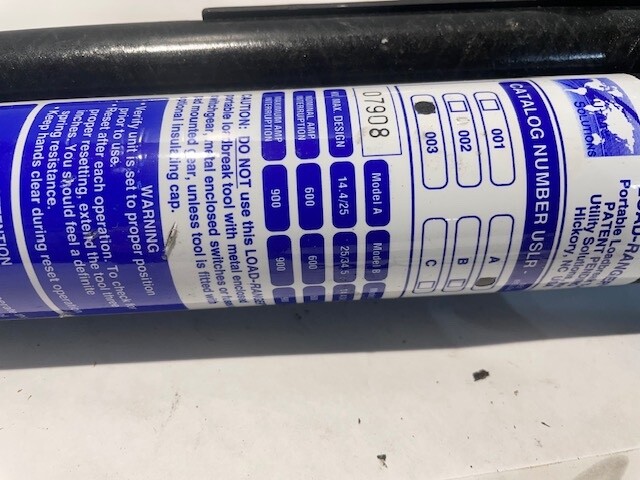 SOLUTIONS
Portable Load
PATENT
Utility Solutions
Hickory, NC
CATALOG NUMBER USLR-
001
002
003
A
B
C
07908
MAX. DESIGN
14.4/25
NOMINAL AMP INTERRUPTION
600
600
MAXIMUM AMP INTERRUPTION
900
900
Model A
Model B
CAUTION: DO NOT use this LOAD-RANGER
portable loadbreak tool with metal enclosed
switchgear, metal enclosed switches or
pad mounted gear, unless tool is fitted with
optional insulating cap.
WARNING
Verify unit is set to proper position
prior to use.
Reset after each operation. To check
proper resetting, extend the tool
inches. You should feel a definite
spring resistance.
Keep hands clear during reset